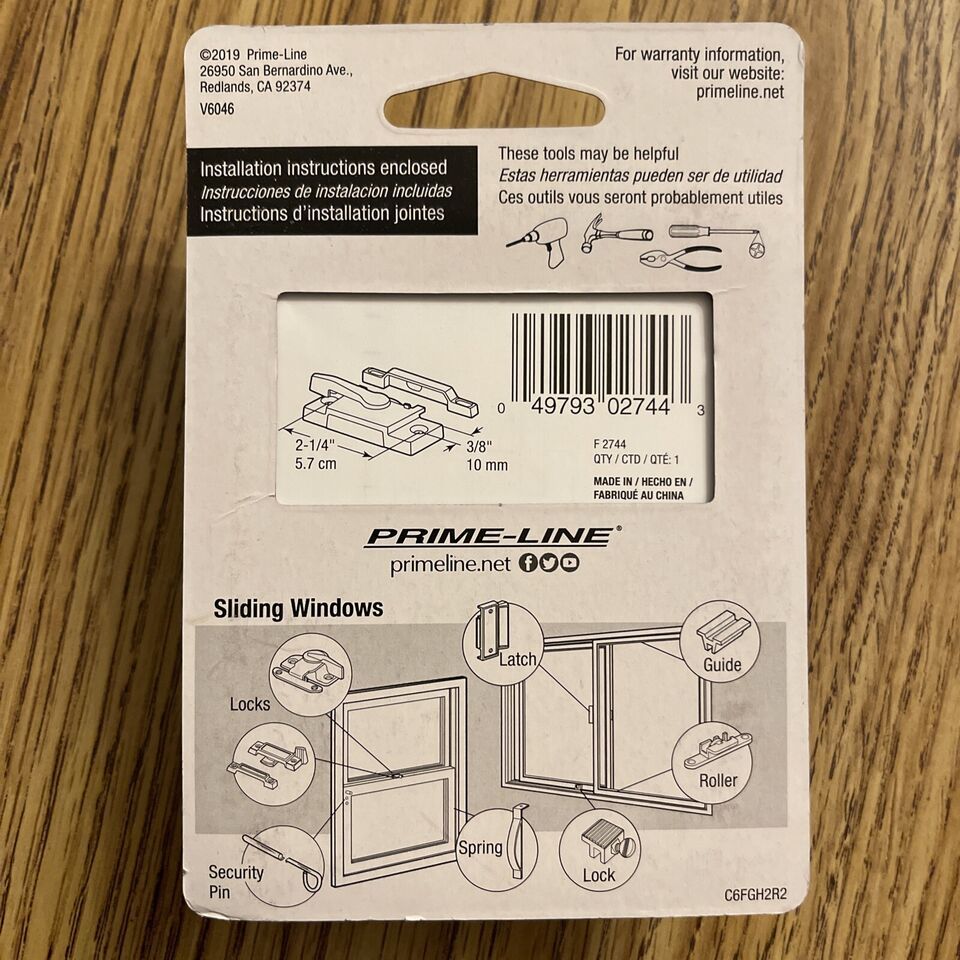 ©2019 Prime-Line
26950 San Bernardino Ave.,
Redlands, CA 92374
V6046
For warranty information,
visit our website:
primeline.net
Installation instructions enclosed
Instrucciones de instalacion incluidas
Instructions d'installation jointes
These tools may be helpful
Estas herramientas pueden ser de utilidad
Ces outils vous seront probablement utiles
2-1/4"
5.7 cm
3/8"
10 mm
0 49793 02744 3
F 2744
QTY / CTD / QTÉ: 1
MADE IN / HECHO EN /
FABRIQUÉ AU CHINA
PRIME-LINE®
primeline.net
Sliding Windows
Locks
Security
Pin
Spring
Latch
Guide
Roller
Lock
C6FGH2R2